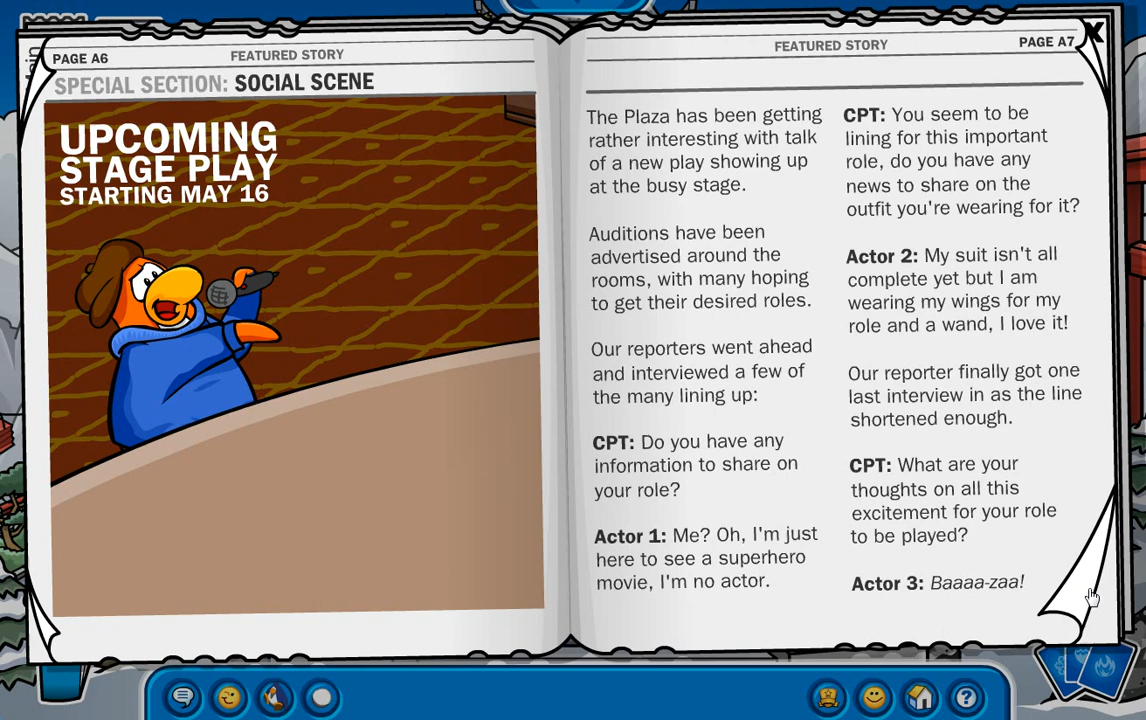 PAGE A6
FEATURED STORY
SPECIAL SECTION: SOCIAL SCENE
UPCOMING
STAGE PLAY
STARTING MAY 16
FEATURED STORY
PAGE A7
X
The Plaza has been getting
rather interesting with talk
of a new play showing up
at the busy stage.
Auditions have been
advertised around the
rooms, with many hoping
to get their desired roles.
Our reporters went ahead
and interviewed a few of
the many lining up:
CPT: Do you have any
information to share on
your role?
Actor 1: Me? Oh, I'm just
here to see a superhero
movie, I'm no actor.
CPT: You seem to be
lining for this important
role, do you have any
news to share on the
outfit you're wearing for it?
Actor 2: My suit isn't all
complete yet but I am
wearing my wings for my
role and a wand, I love it!
Our reporter finally got one
last interview in as the line
shortened enough.
CPT: What are your
thoughts on all this
excitement for your role
to be played?
Actor 3: Baaaa-zaa!
?